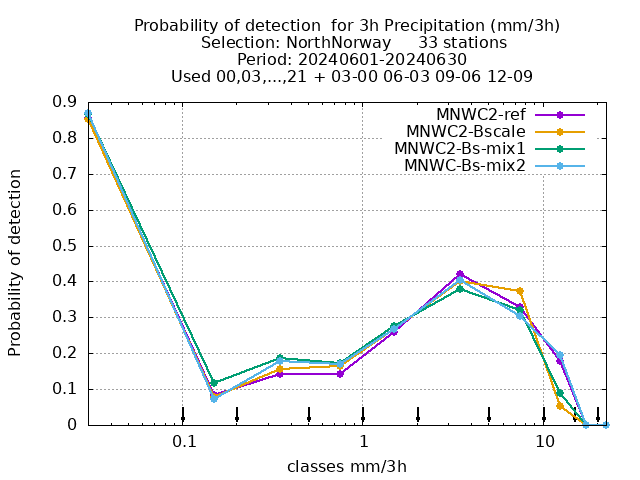 Probability of detection  for 3h Precipitation (mm/3h)
Selection: NorthNorway     33 stations
Period: 20240601-20240630
Used 00,03,...,21 + 03-00 06-03 09-06 12-09
MNWC2-ref
MNWC2-Bscale
MNWC2-Bs-mix1
MNWC-Bs-mix2
Probability of detection
0.9
0.8
0.7
0.6
0.5
0.4
0.3
0.2
0.1
0
0.1
1
10
classes mm/3h